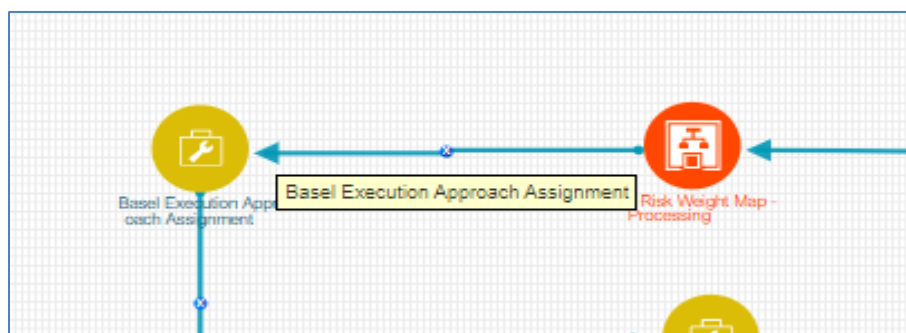 Basel Execution Approach Assignment
Basel Execution App
oach Assignment
Risk Weight Map -
Processing